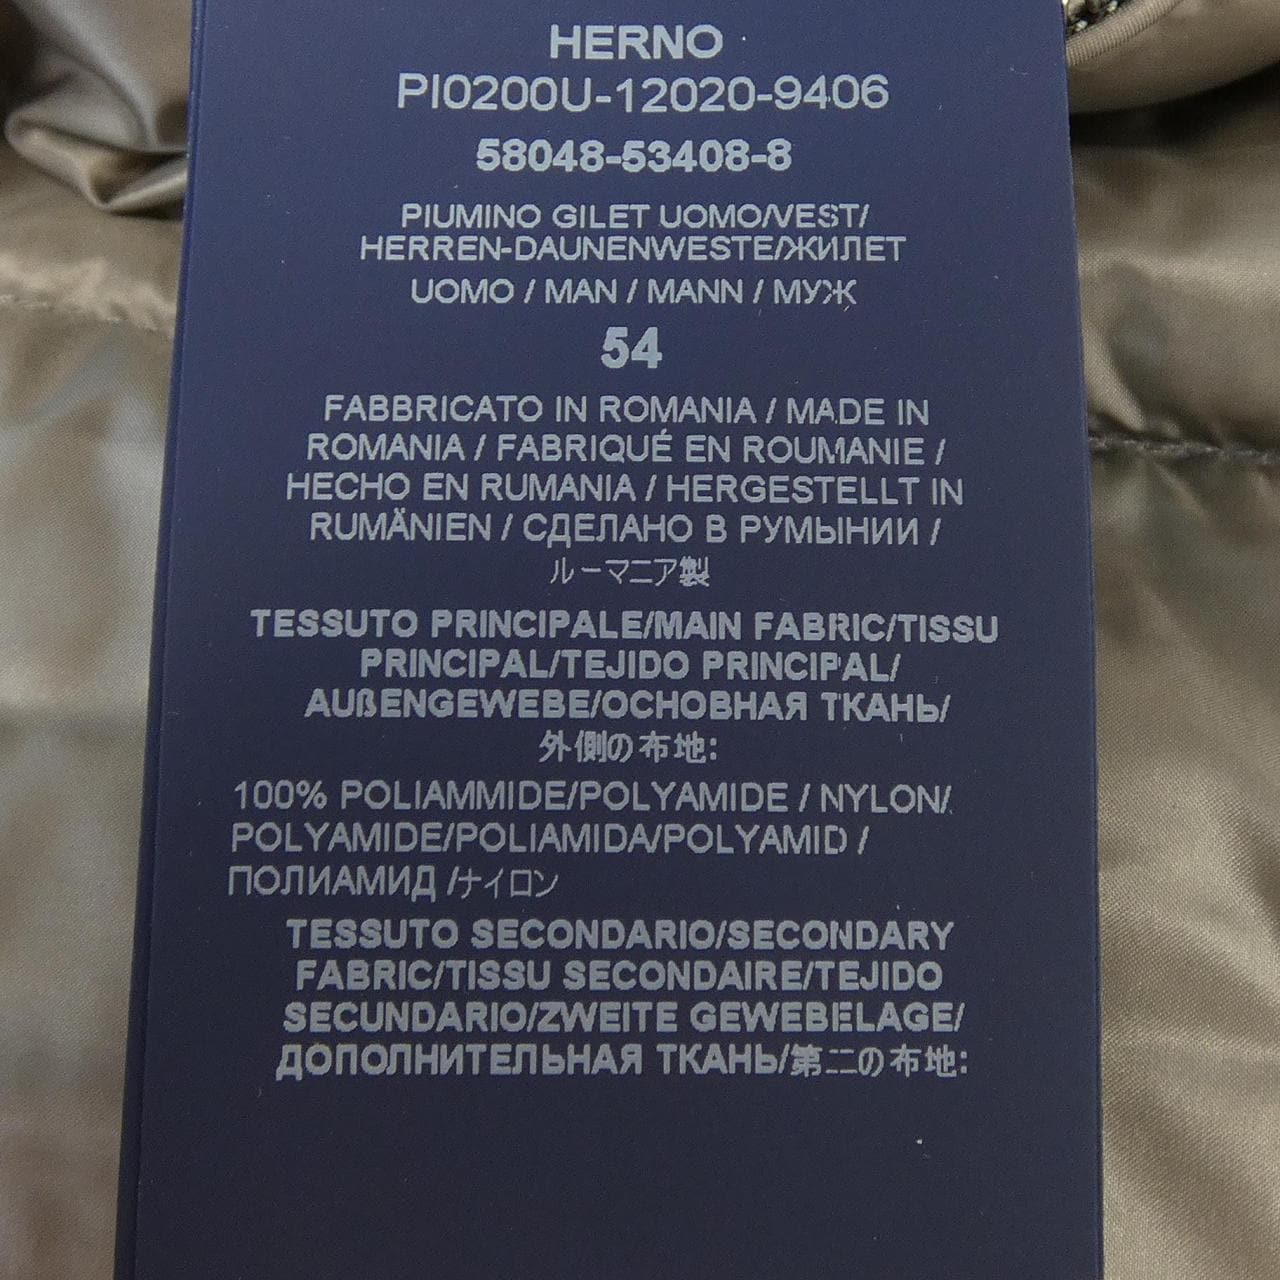 HERNO
PI0200U-12020-9406
58048-53408-8
PIUMINO GILET UOMO/VEST/
HERREN-DAUNENWESTE/ЖИЛЕТ
UOMO / MAN / MANN / МУЖ
54
FABBRICATO IN ROMANIA / MADE IN
ROMANIA / FABRIQUÉ EN ROUMANIE /
HECHO EN RUMANIA / HERGESTELLT IN
RUMÄNIEN / СДЕЛАНО В РУМЫНИИ /
ルーマニア製
TESSUTO PRINCIPALE/MAIN FABRIC/TISSU
PRINCIPAL/TEJIDO PRINCIPAL/
AUßENGEWEBE/ОСНОВНАЯ ТКАНЬ/
外側の布地:
100% POLIAMMIDE/POLYAMIDE / NYLON/
POLYAMIDE/POLIAMIDA/POLYAMID /
ПОЛИАМИД /ナイロン
TESSUTO SECONDARIO/SECONDARY
FABRIC/TISSU SECONDAIRE/TEJIDO
SECUNDARIO/ZWEITE GEWEBELAGE/
ДОПОЛНИТЕЛЬНАЯ ТКАНЬ/第二の布地: